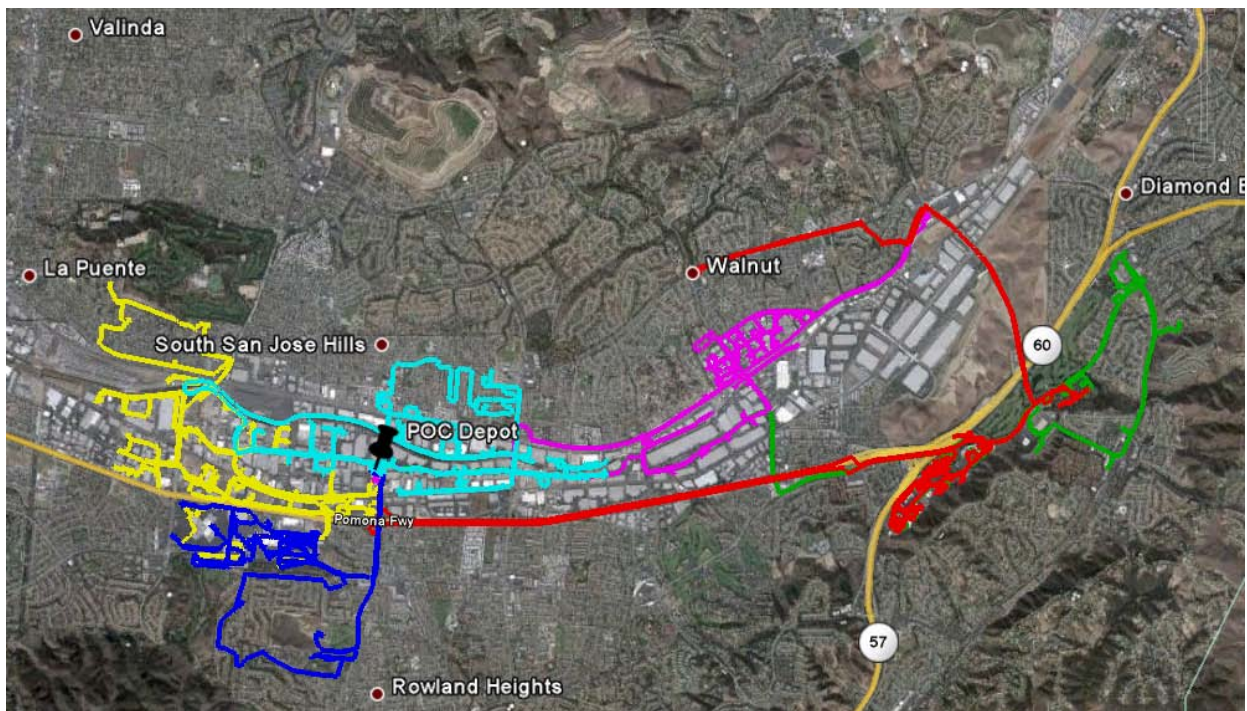 Valinda
Diamond B
La Puente
Walnut
South San Jose Hills
60
POC Depot
Pomona Fwy
57
Rowland Heights